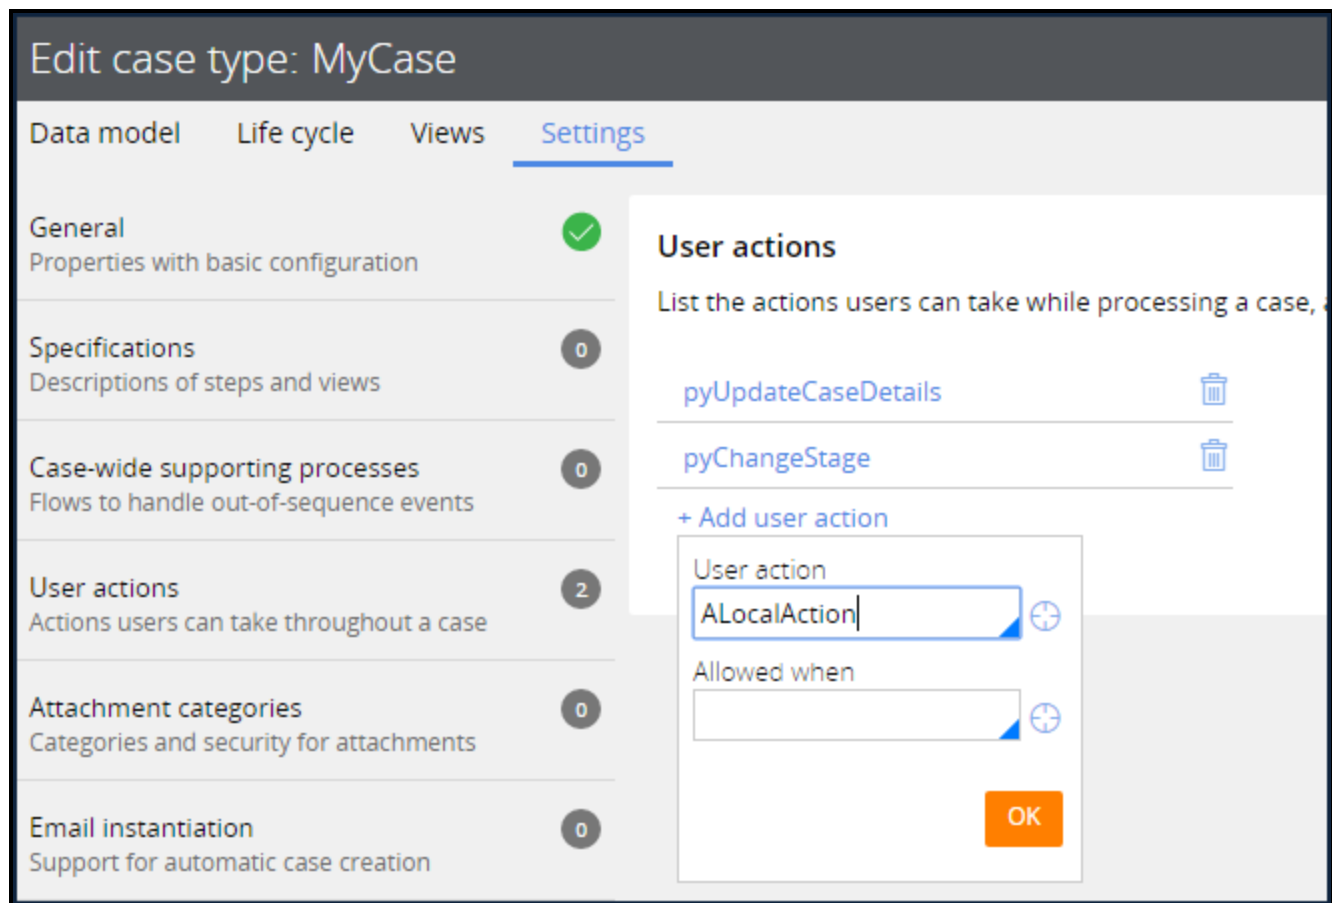 Edit case type: MyCase
Data model Life cycle Views Settings
General
Properties with basic configuration
Specifications
0
Descriptions of steps and views
Case-wide supporting processes
0
Flows to handle out-of-sequence events
User actions
2
Actions users can take throughout a case
Attachment categories
0
Categories and security for attachments
Email instantiation
0
Support for automatic case creation
User actions
List the actions users can take while processing a case,
pyUpdateCaseDetails
pyChangeStage
+ Add user action
User action
ALocalAction
Allowed when
OK